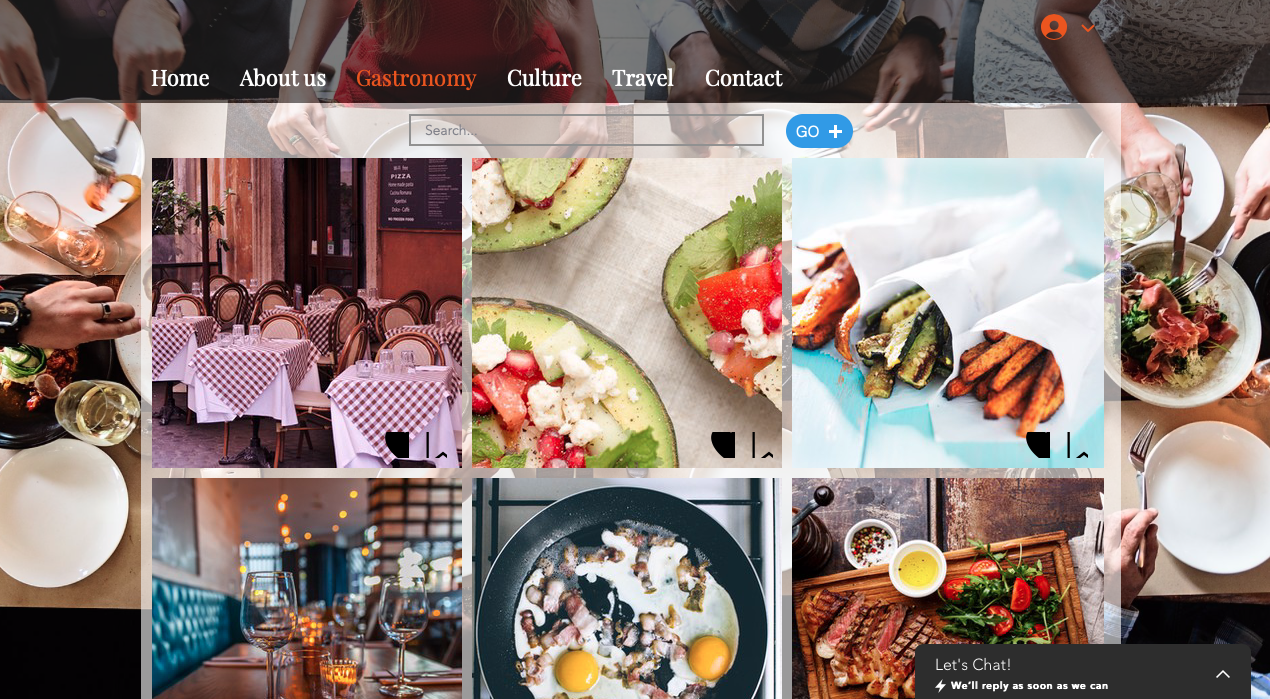 Home About us Gastronomy Culture Travel Contact
Search...
GO
PIZZA
Let's Chat!
We'll reply as soon as we can